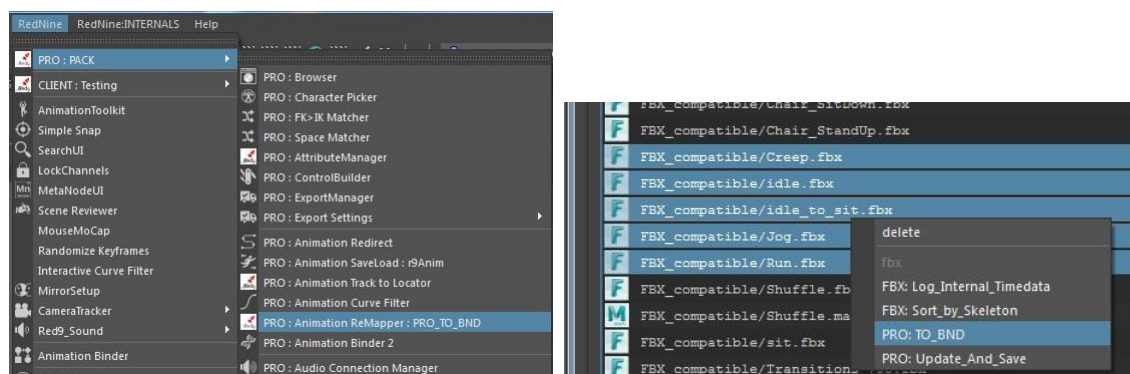 RedNine RedNine:INTERNALS Help
PRO : PACK
CLIENT : Testing
AnimationToolkit
Simple Snap
SearchUI
LockChannels
MetaNodeUI
Scene Reviewer
MouseMoCap
Randomize Keyframes
Interactive Curve Filter
MirrorSetup
CameraTracker
Red9_Sound
Animation Binder
PRO : Browser
PRO : Character Picker
PRO : FK>IK Matcher
PRO : Space Matcher
PRO : AttributeManager
PRO : ControlBuilder
PRO : ExportManager
PRO : Export Settings
PRO : Animation Redirect
PRO : Animation SaveLoad : r9Anim
PRO : Animation Track to Locator
PRO : Animation Curve Filter
PRO : Animation ReMapper : PRO_TO_BND
PRO : Animation Binder 2
PRO : Audio Connection Manager
FBX_compatible/Chair_SitDown.fbx
FBX_compatible/Chair_StandUp.fbx
FBX_compatible/Creep.fbx
FBX_compatible/idle.fbx
FBX_compatible/idle_to_sit.fbx
FBX_compatible/Jog.fbx
FBX_compatible/Run.fbx
FBX_compatible/Shuffle.fb
FBX_compatible/Shuffle.ma
FBX_compatible/sit.fbx
delete
fbx
FBX: Log_Internal_Timedata
FBX: Sort_by_Skeleton
PRO: TO_BND
PRO: Update_And_Save